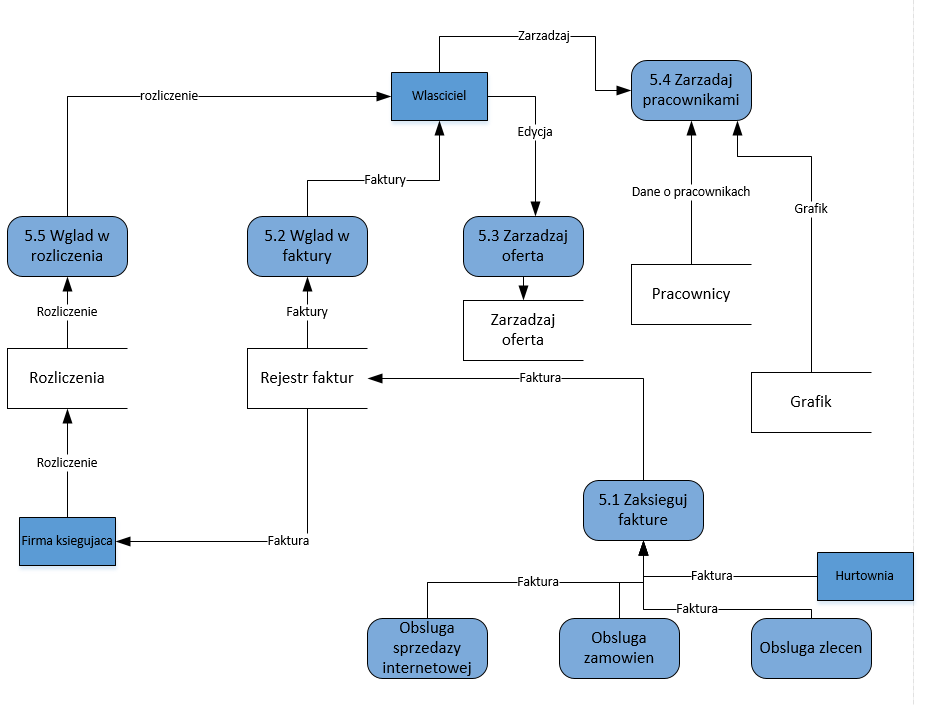 Zarzadzaj
5.4 Zarzadaj
pracownikami
rozliczenie
Wlasciciel
Edycja
Faktury
Dane o pracownikach
Grafik
5.5 Wglad w
rozliczenia
5.2 Wglad w
faktury
5.3 Zarzadzaj
oferta
Rozliczenie
Faktury
Pracownicy
Zarzadzaj
oferta
Rozliczenia
Rejestr faktur
Faktura
Grafik
Rozliczenie
5.1 Zaksieguj
fakture
Firma ksiegujaca
Faktura
Faktura
Faktura
Hurtownia
Faktura
Obsluga
sprzedazy
internetowej
Obsluga
zamowien
Obsluga zlecen